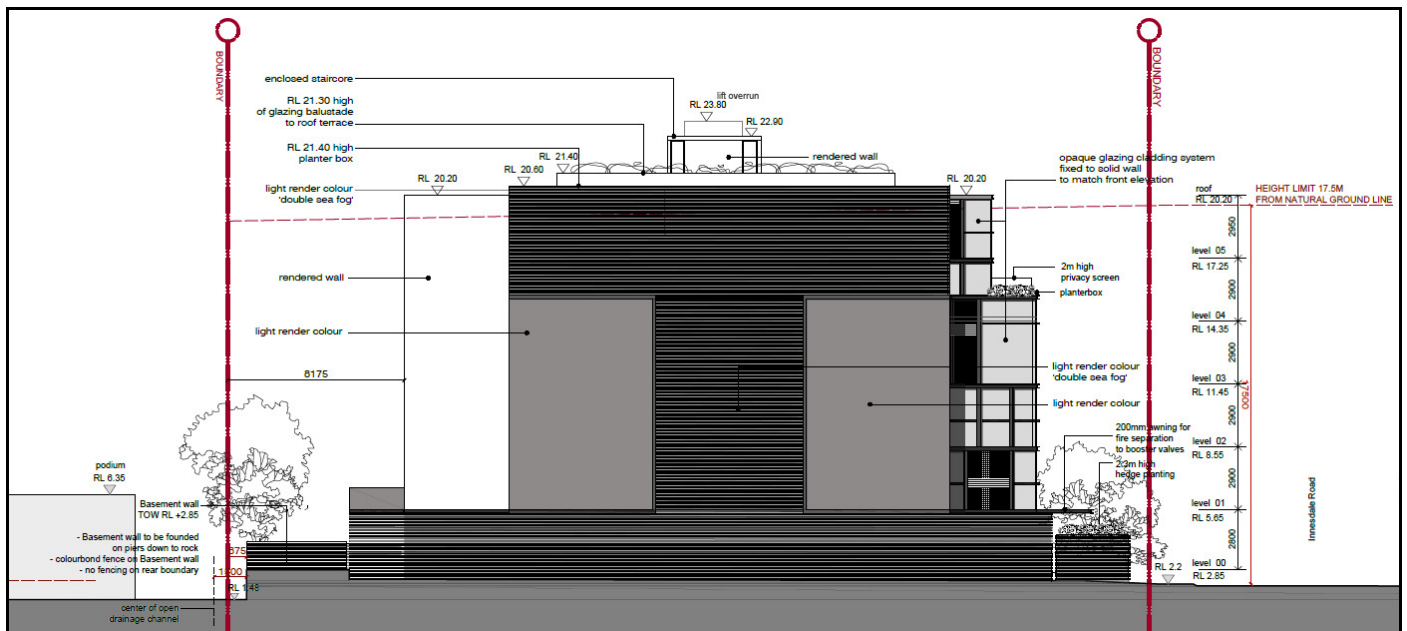 BOUNDARY
enclosed staircore
RL 21.30 high
of glazing balustade
to roof terrace
RL 21.40 high
planter box
light render colour
'double sea fog'
rendered wall
light render colour
lift overrun
RL 23.80
RL 22.90
rendered wall
RL 21.40
RL 20.60
RL 20.20
RL 20.20
opaque glazing cladding system
fixed to solid wall
to match front elevation
BOUNDARY
roof
RL 20.20
HEIGHT LIMIT 17.5M
FROM NATURAL GROUND LINE
2950
level 05
RL 17.25
2m high
privacy screen
planterbox
2900
level 04
RL 14.35
2900
light render colour
'double sea fog'
level 03
RL 11.45
17500
light render colour
2900
200mm awning for
fire separation
to booster valves
level 02
RL 8.55
2.3m high
hedge planting
2900
level 01
RL 5.65
2800
level 00
RL 2.85
RL 2.2
Innesdale Road
podium
RL 6.35
Basement wall
TOW RL +2.85
- Basement wall to be founded
on piers down to rock
- colourbond fence on Basement wall
- no fencing on rear boundary
RL 1.48
center of open
drainage channel